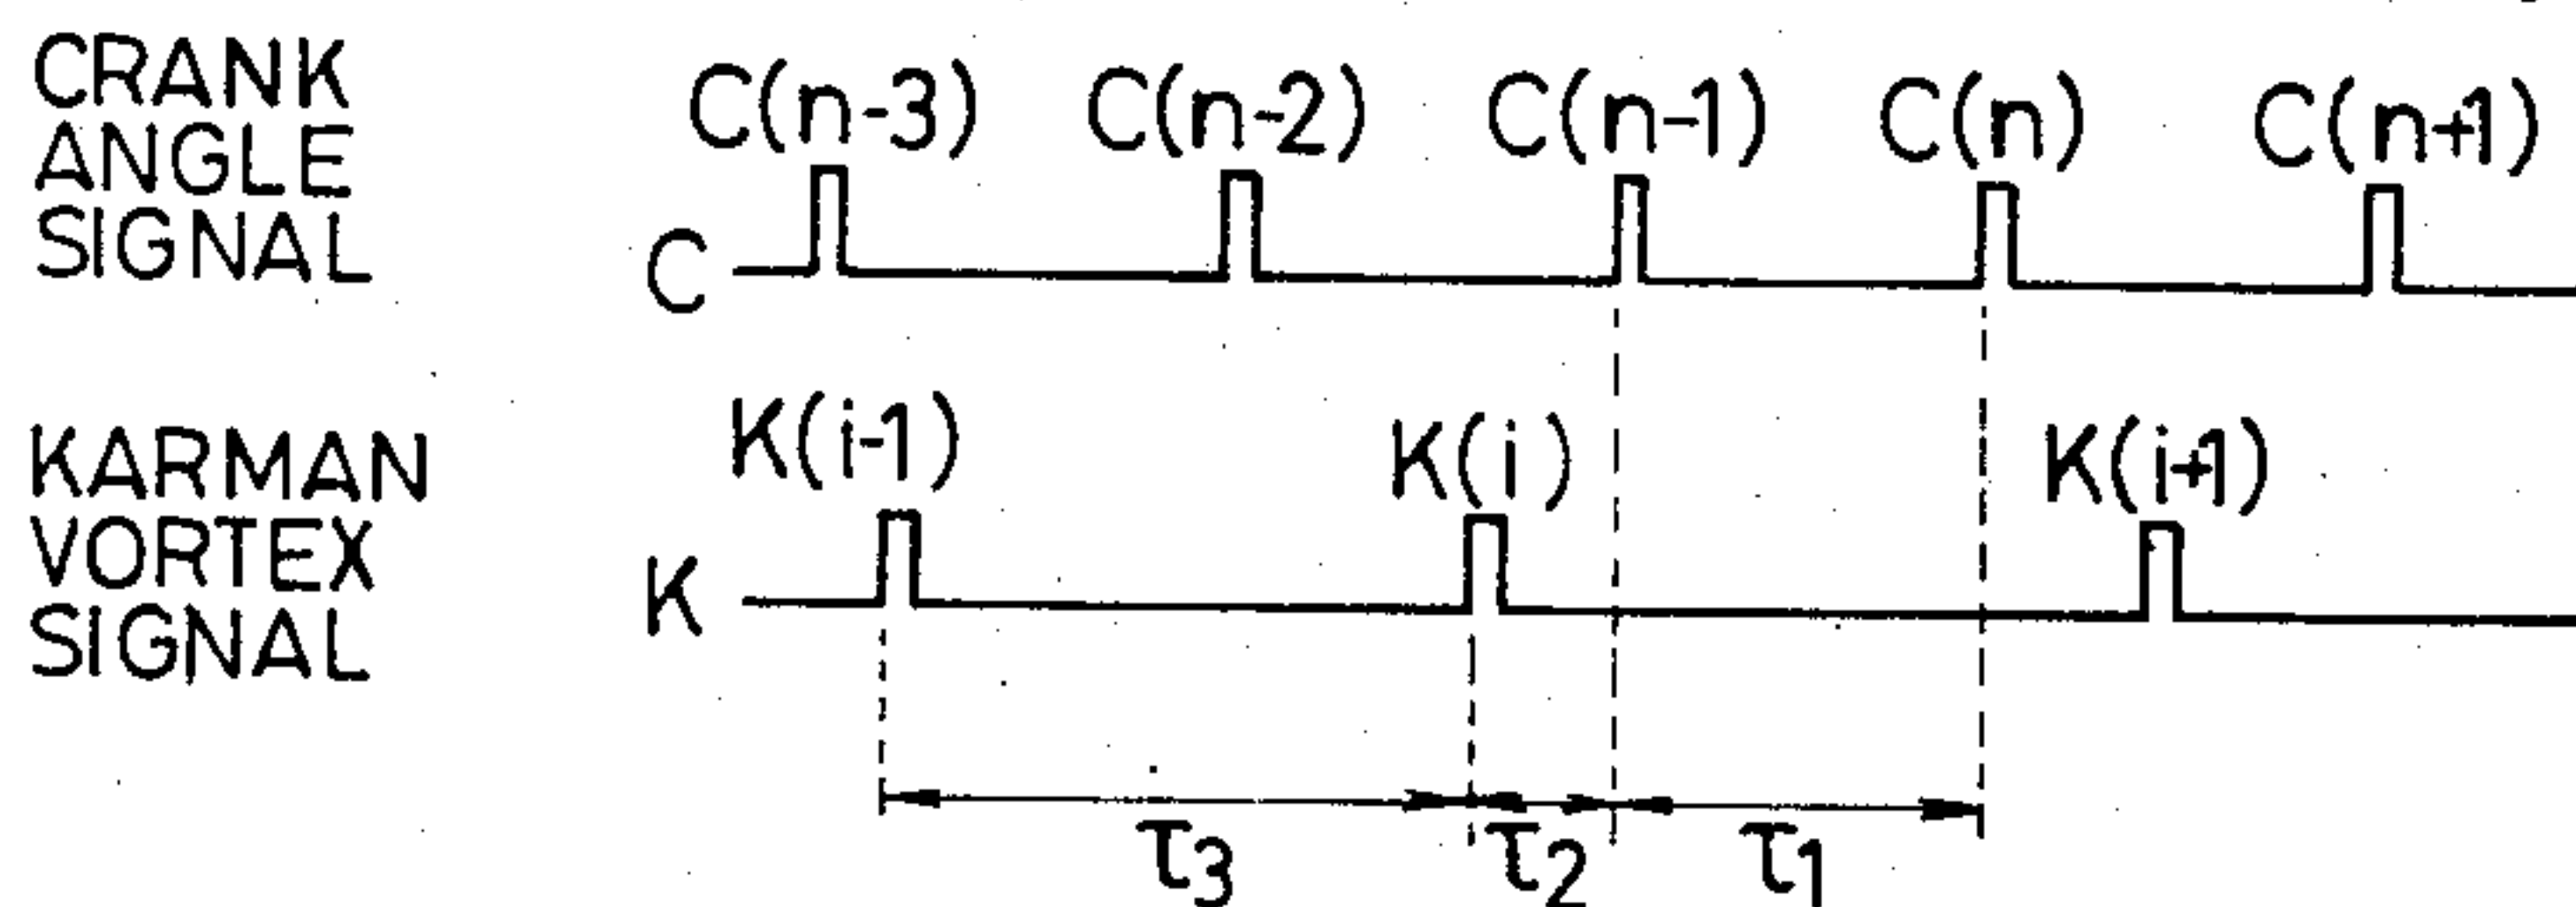 CRANK
ANGLE
SIGNAL
C
C(n-3) C(n-2) C(n-1) C(n) C(n+1)
KARMAN
VORTEX
SIGNAL
K
K(i-1) K(i) K(i+1)
τ3 τ2 τ1